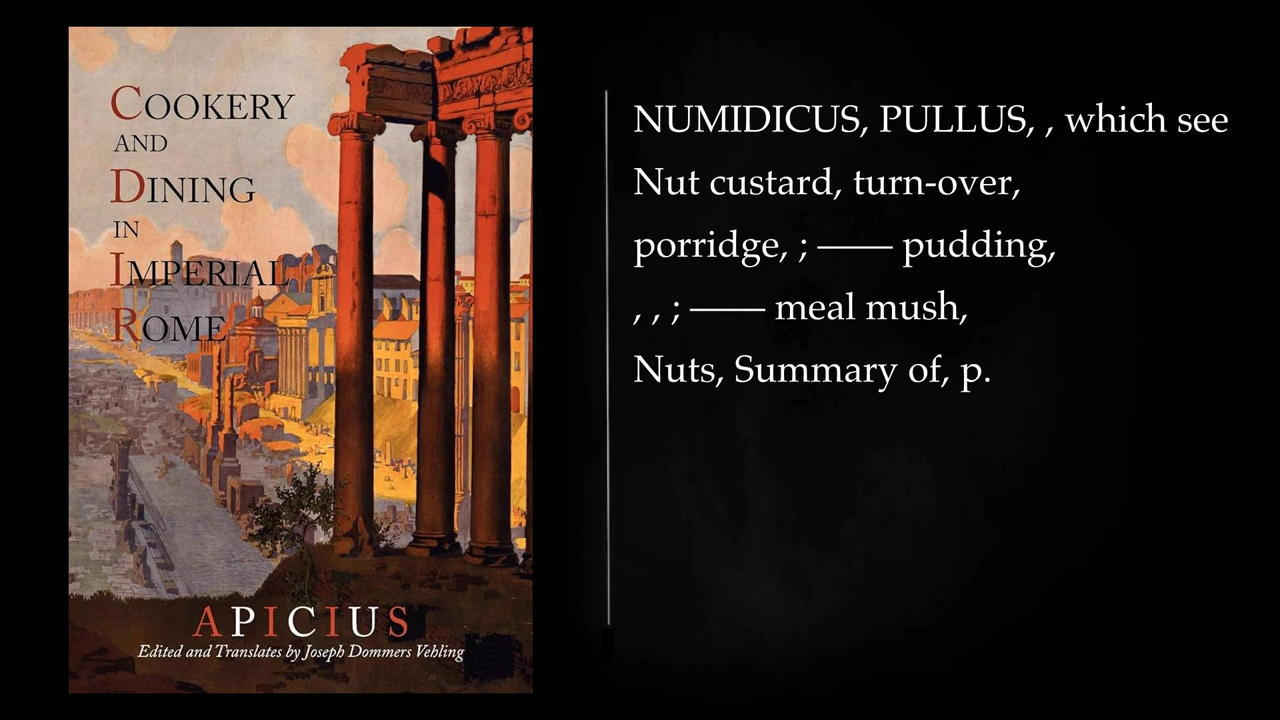 COOKERY
AND
DINING
IN
IMPERIAL
ROME
APICIUS
Edited and Translates by Joseph Dommers Vehling
NUMIDICUS, PULLUS, , which see
Nut custard, turn-over,
porridge, ; —— pudding,
, , ; —— meal mush,
Nuts, Summary of, p.